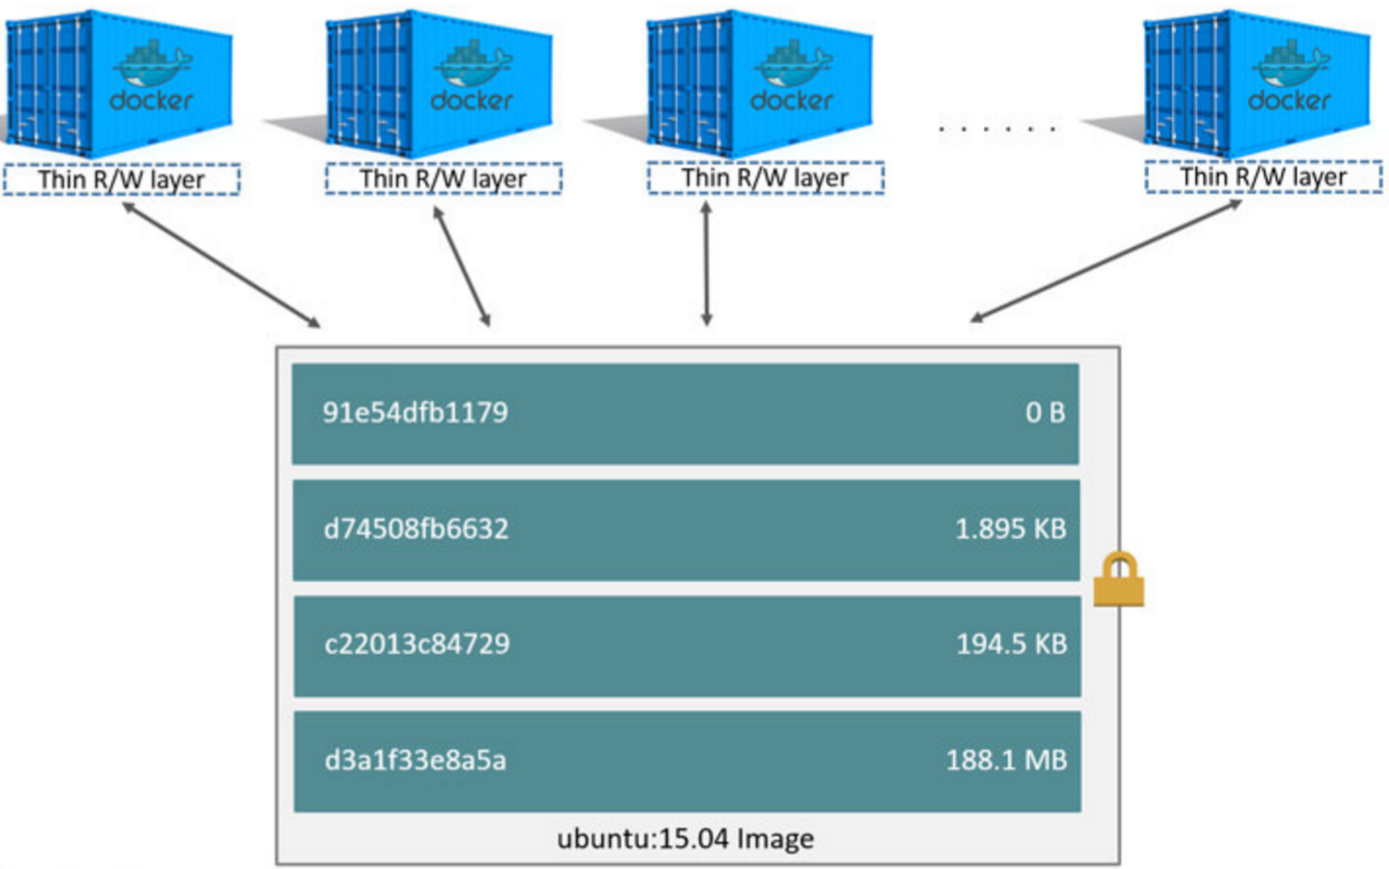 docker
docker
docker
docker
. . . . . .
Thin R/W layer
Thin R/W layer
Thin R/W layer
Thin R/W layer
91e54dfb1179 0 B
d74508fb6632 1.895 KB
c22013c84729 194.5 KB
d3a1f33e8a5a 188.1 MB
ubuntu:15.04 Image